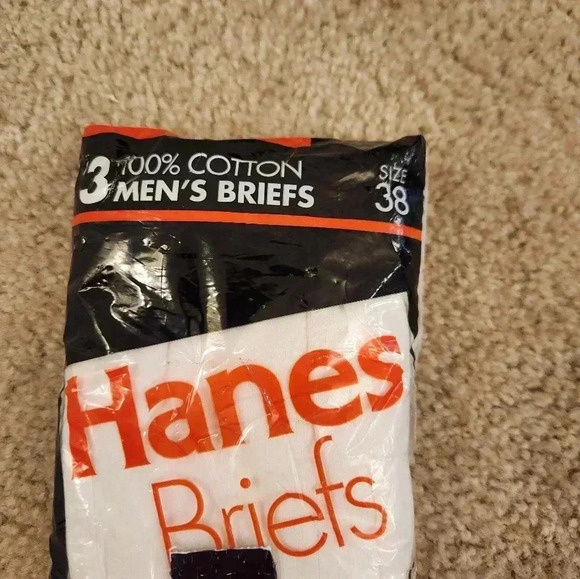 3 100% COTTON
MEN'S BRIEFS
SIZE
38
Hanes
Briefs